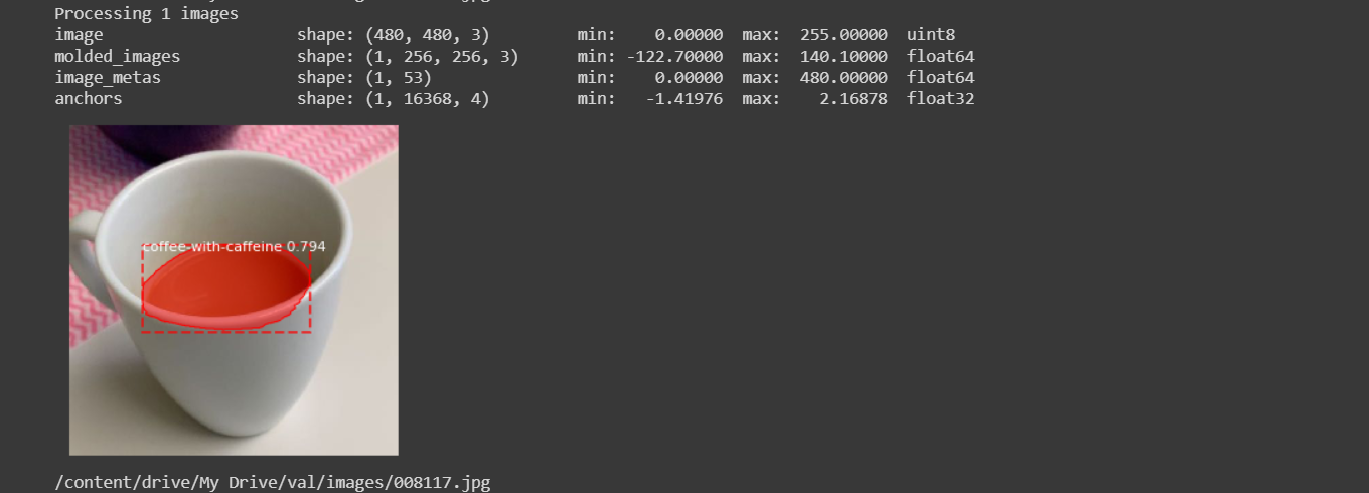 Processing 1 images
image shape: (480, 480, 3) min: 0.00000 max: 255.00000 uint8
molded_images shape: (1, 256, 256, 3) min: -122.70000 max: 140.10000 float64
image_metas shape: (1, 53) min: 0.00000 max: 480.00000 float64
anchors shape: (1, 16368, 4) min: -1.41976 max: 2.16878 float32
coffee-with-caffeine 0.794
/content/drive/My Drive/val/images/008117.jpg